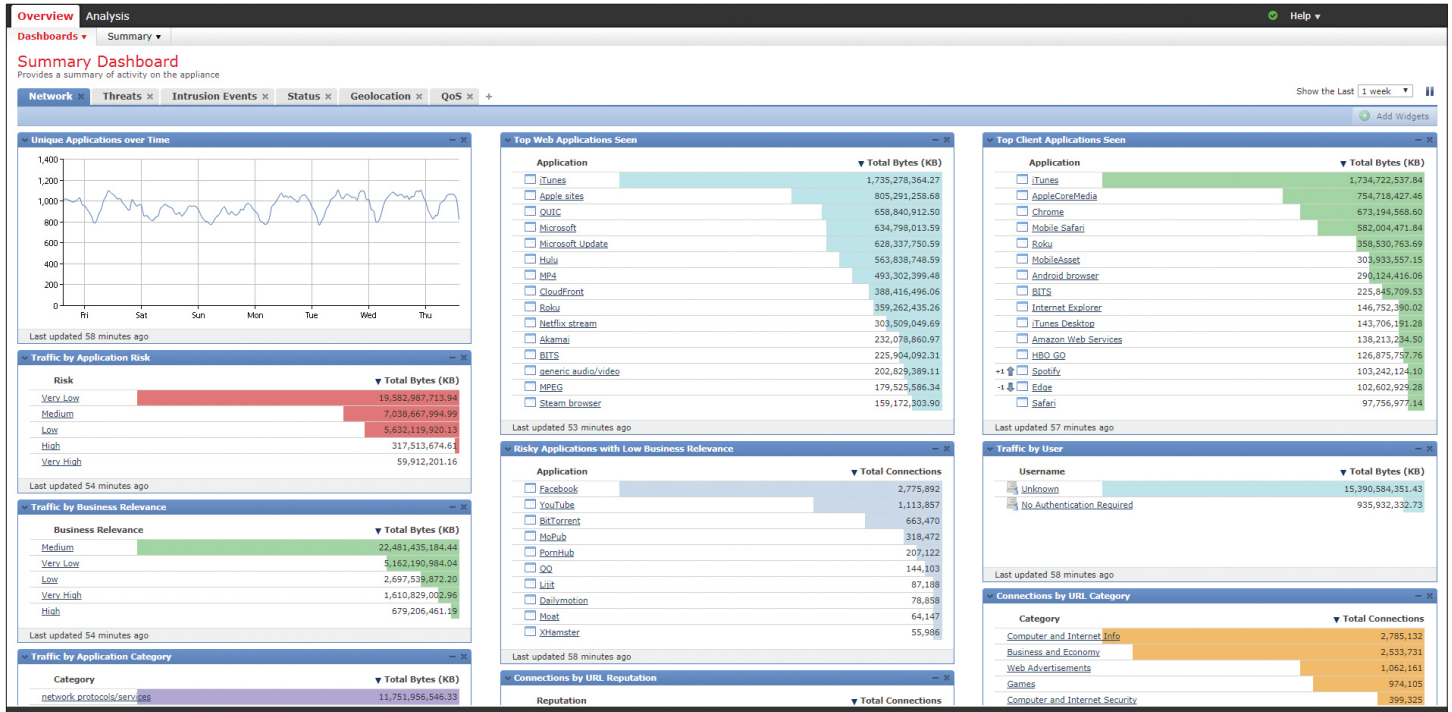 Overview Analysis Help
Dashboards Summary
Summary Dashboard
Provides a summary of activity on the appliance
Network × Threats × Intrusion Events × Status × Geolocation × QoS × +
Show the Last 1 week
Add Widgets
Unique Applications over Time
1,400
1,200
1,000
800
600
400
200
0
Fri Sat Sun Mon Tue Wed Thu
Last updated 58 minutes ago
Traffic by Application Risk
Risk Total Bytes (KB)
Very Low 19,582,987,713.94
Medium 7,038,667,994.99
Low 5,632,119,920.13
High 317,513,674.61
Very High 59,912,201.16
Last updated 54 minutes ago
Traffic by Business Relevance
Business Relevance Total Bytes (KB)
Medium 22,481,435,184.44
Very Low 5,162,190,984.04
Low 2,697,539,872.20
Very High 1,610,829,002.96
High 679,206,461.19
Last updated 54 minutes ago
Traffic by Application Category
Category Total Bytes (KB)
network protocols/services 11,751,956,546.33
Top Web Applications Seen
Application Total Bytes (KB)
iTunes 1,735,278,364.27
Apple sites 805,291,258.68
QUIC 658,840,912.50
Microsoft 634,798,013.59
Microsoft Update 628,337,750.59
Hulu 563,838,748.59
MP4 493,302,399.48
CloudFront 388,416,496.06
Roku 359,262,435.26
Netflix stream 303,509,049.69
Akamai 232,078,860.97
BITS 225,904,092.31
generic audio/video 202,829,389.11
MPEG 179,525,586.34
Steam browser 159,172,303.90
Last updated 53 minutes ago
Risky Applications with Low Business Relevance
Application Total Connections
Facebook 2,775,892
YouTube 1,113,857
BitTorrent 663,470
MoPub 318,472
PornHub 207,122
QQ 144,103
Lijit 87,188
Dailymotion 78,858
Moat 64,147
XHamster 55,986
Last updated 58 minutes ago
Connections by URL Reputation
Reputation Total Connections
Top Client Applications Seen
Application Total Bytes (KB)
iTunes 1,734,722,537.84
AppleCoreMedia 754,718,427.46
Chrome 673,194,568.60
Mobile Safari 582,004,471.84
Roku 358,530,763.69
MobileAsset 303,933,557.15
Android browser 290,124,416.06
BITS 225,845,709.53
Internet Explorer 146,752,390.02
iTunes Desktop 143,706,191.28
Amazon Web Services 138,213,234.50
HBO GO 126,875,757.76
+1 Spotify 103,242,124.10
-1 Edge 102,602,929.28
Safari 97,756,977.14
Last updated 57 minutes ago
Traffic by User
Username Total Bytes (KB)
Unknown 15,390,584,351.43
No Authentication Required 935,932,332.73
Last updated 58 minutes ago
Connections by URL Category
Category Total Connections
Computer and Internet Info 2,785,132
Business and Economy 2,533,731
Web Advertisements 1,062,161
Games 974,105
Computer and Internet Security 399,325